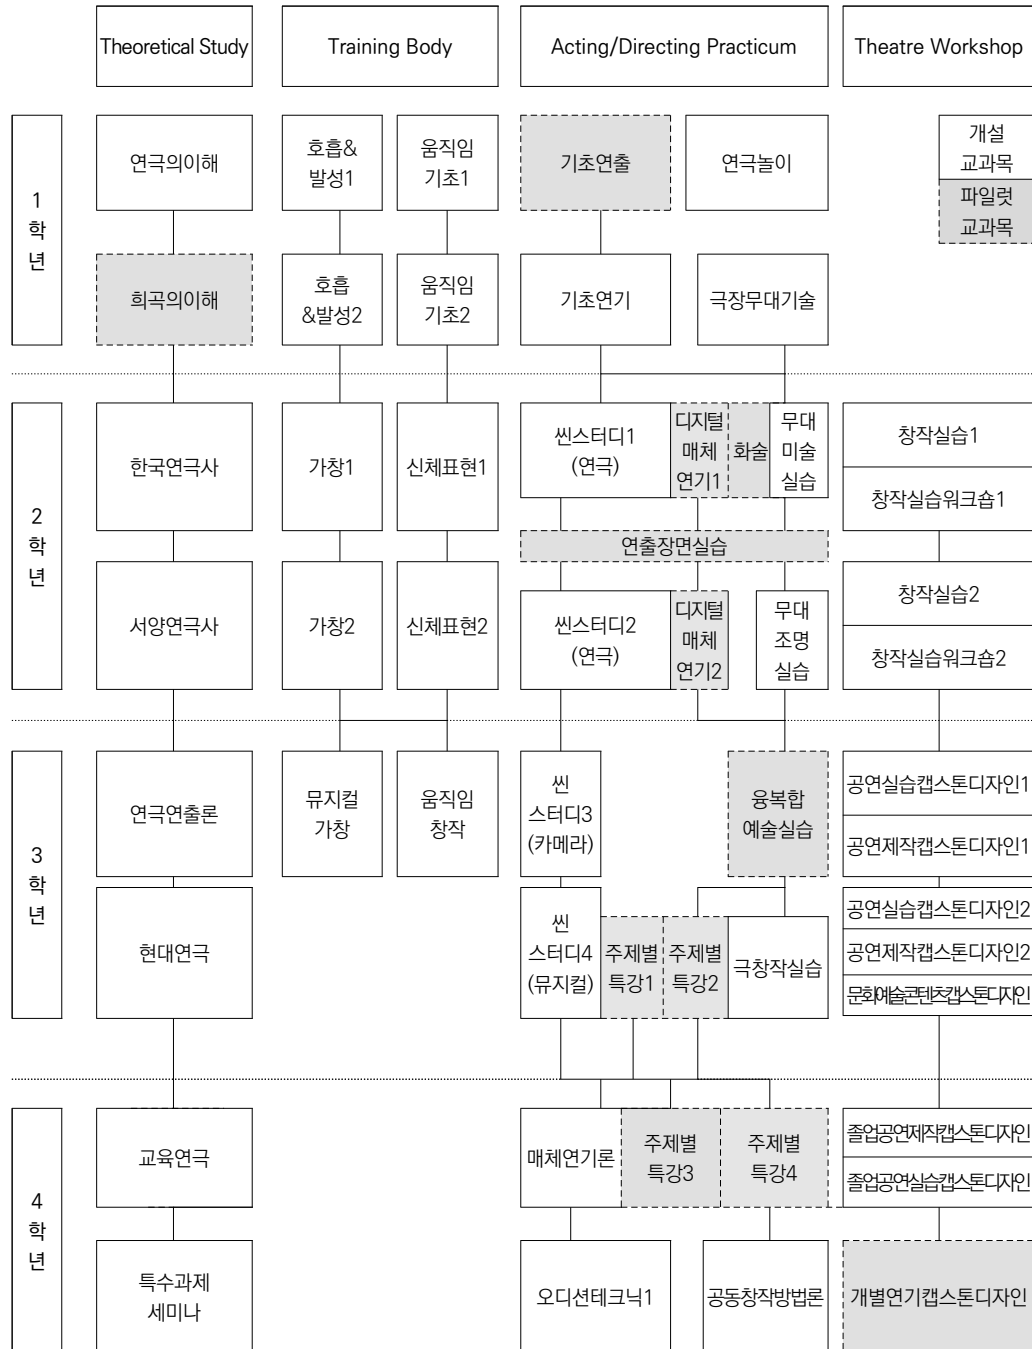 Theoretical Study
Training Body
Acting/Directing Practicum
Theatre Workshop
개설
교과목
파일럿
교과목
1
학
년
연극의이해
호흡&
발성1
움직임
기초1
기초연출
연극놀이
희곡의이해
호흡
&발성2
움직임
기초2
기초연기
극장무대기술
2
학
년
한국연극사
가창1
신체표현1
씬스터디1
(연극)
디지털
매체
연기1
화술
무대
미술
실습
창작실습1
창작실습워크숍1
연출장면실습
서양연극사
가창2
신체표현2
씬스터디2
(연극)
디지털
매체
연기2
무대
조명
실습
창작실습2
창작실습워크숍2
3
학
년
연극연출론
뮤지컬
가창
움직임
창작
씬
스터디3
(카메라)
융복합
예술실습
공연실습캡스톤디자인1
공연제작캡스톤디자인1
현대연극
씬
스터디4
(뮤지컬)
주제별
특강1
주제별
특강2
극창작실습
공연실습캡스톤디자인2
공연제작캡스톤디자인2
문화예술콘텐츠캡스톤디자인
4
학
년
교육연극
매체연기론
주제별
특강3
주제별
특강4
졸업공연제작캡스톤디자인
졸업공연실습캡스톤디자인
특수과제
세미나
오디션테크닉1
공동창작방법론
개별연기캡스톤디자인